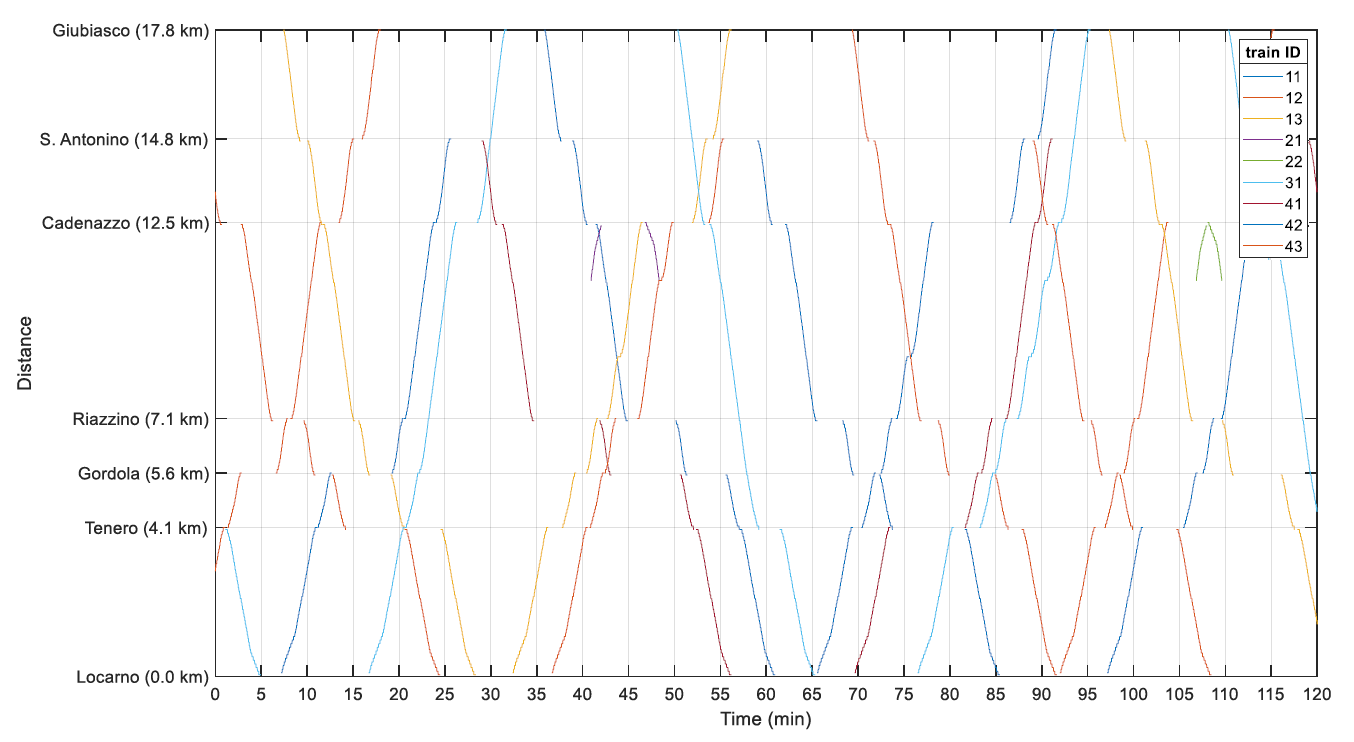 Giubiasco (17.8 km)
S. Antonino (14.8 km)
Cadenazzo (12.5 km)
Riazzino (7.1 km)
Gordola (5.6 km)
Tenero (4.1 km)
Locarno (0.0 km)
Distance
0 5 10 15 20 25 30 35 40 45 50 55 60 65 70 75 80 85 90 95 100 105 110 115 120
Time (min)
train ID
11
12
13
21
22
31
41
42
43